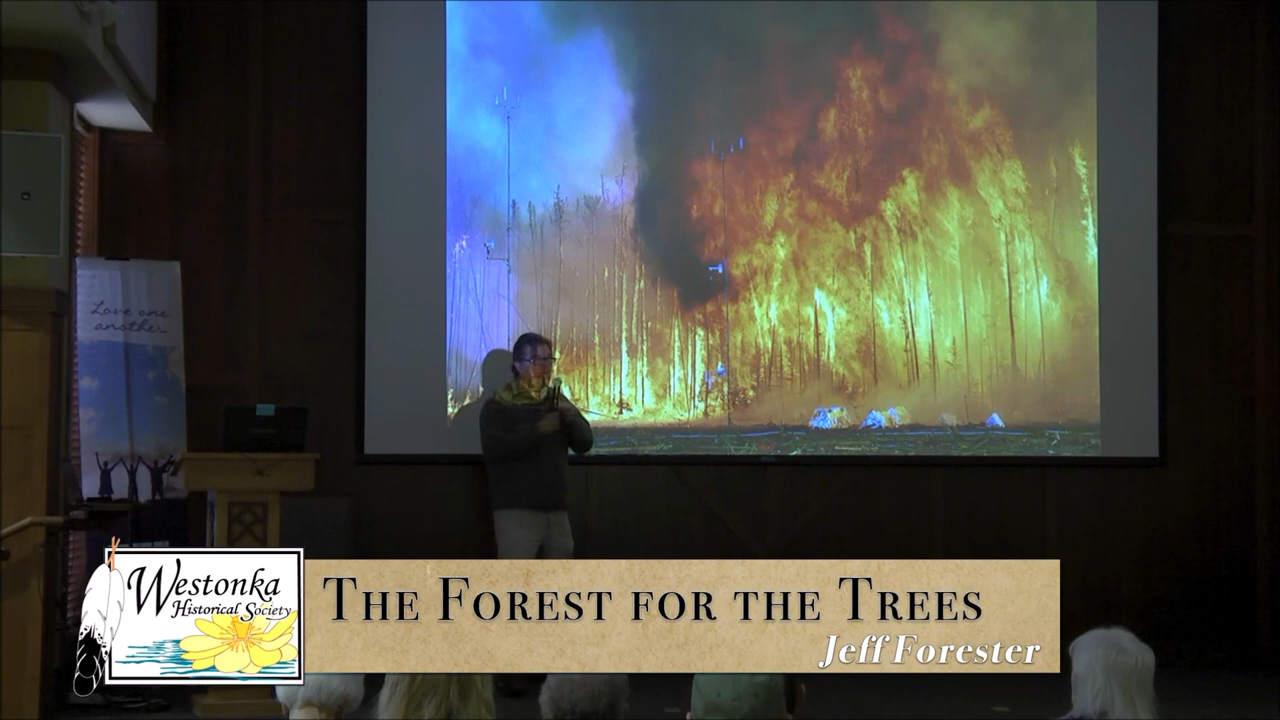 Love one
another
Westonka
Historical Society
The Forest for the Trees
Jeff Forester